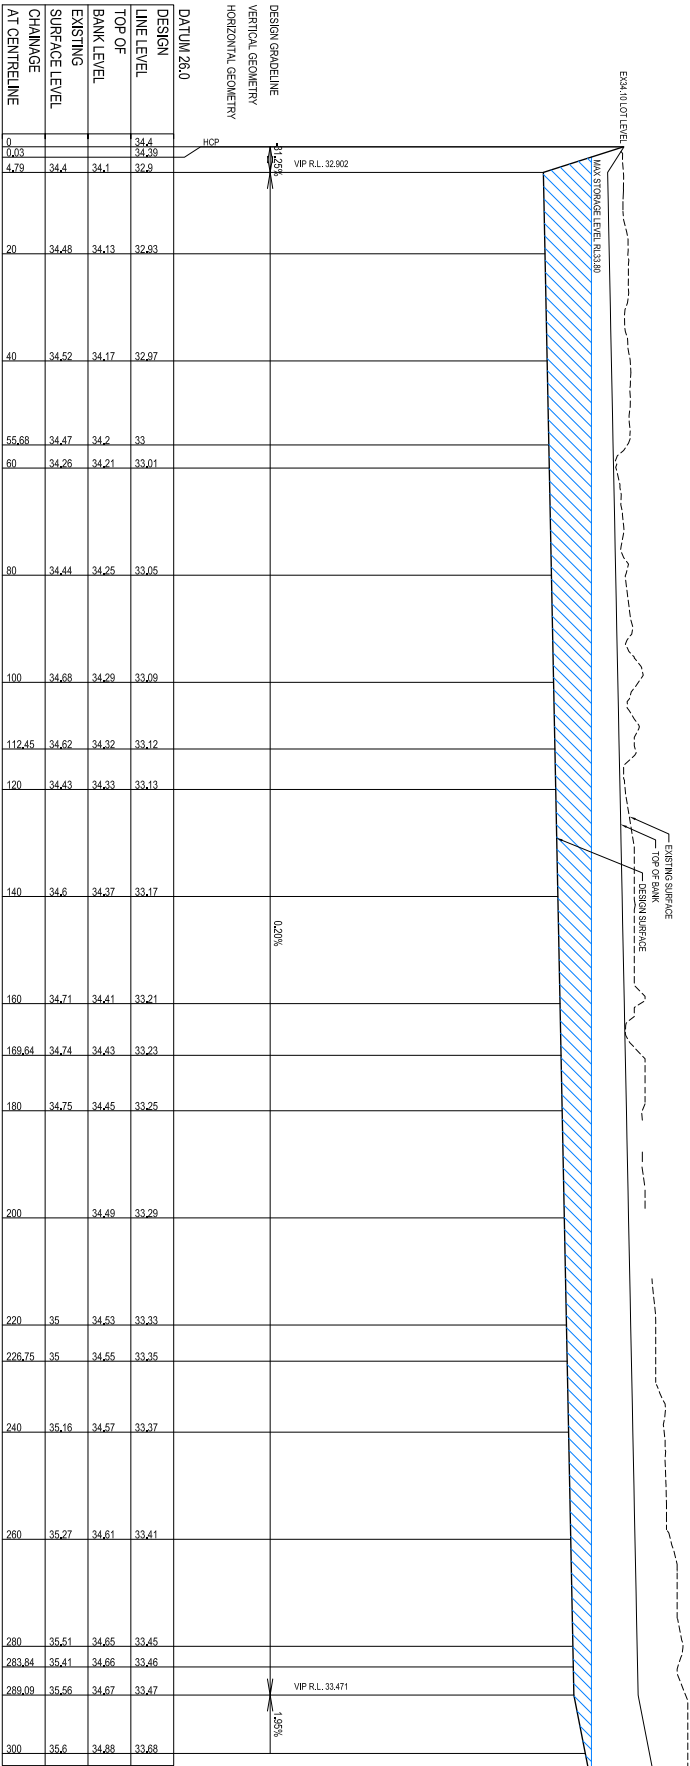 EX34.10 LOT LEVEL
MAX STORAGE LEVEL RL33.80
EXISTING SURFACE
TOP OF BANK
DESIGN SURFACE
DESIGN GRADELINE
VERTICAL GEOMETRY
HORIZONTAL GEOMETRY
-31.25%
VIP R.L. 32.902
0.20%
VIP R.L. 33.471
1.95%
HCP
DATUM 26.0
DESIGN
LINE LEVEL
34.4 34.39 32.9 32.93 32.97 33 33.01 33.05 33.09 33.12 33.13 33.17 33.21 33.23 33.25 33.29 33.33 33.35 33.37 33.41 33.45 33.46 33.47 33.68
TOP OF
BANK LEVEL
34.1 34.13 34.17 34.2 34.21 34.25 34.29 34.32 34.33 34.37 34.41 34.43 34.45 34.49 34.53 34.55 34.57 34.61 34.65 34.66 34.67 34.88
EXISTING
SURFACE LEVEL
34.4 34.48 34.52 34.47 34.26 34.44 34.68 34.62 34.43 34.6 34.71 34.74 34.75 35 35 35.16 35.27 35.51 35.41 35.56 35.6
CHAINAGE
AT CENTRELINE
0 0.03 4.79 20 40 55.68 60 80 100 112.45 120 140 160 169.64 180 200 220 226.75 240 260 280 283.84 289.09 300